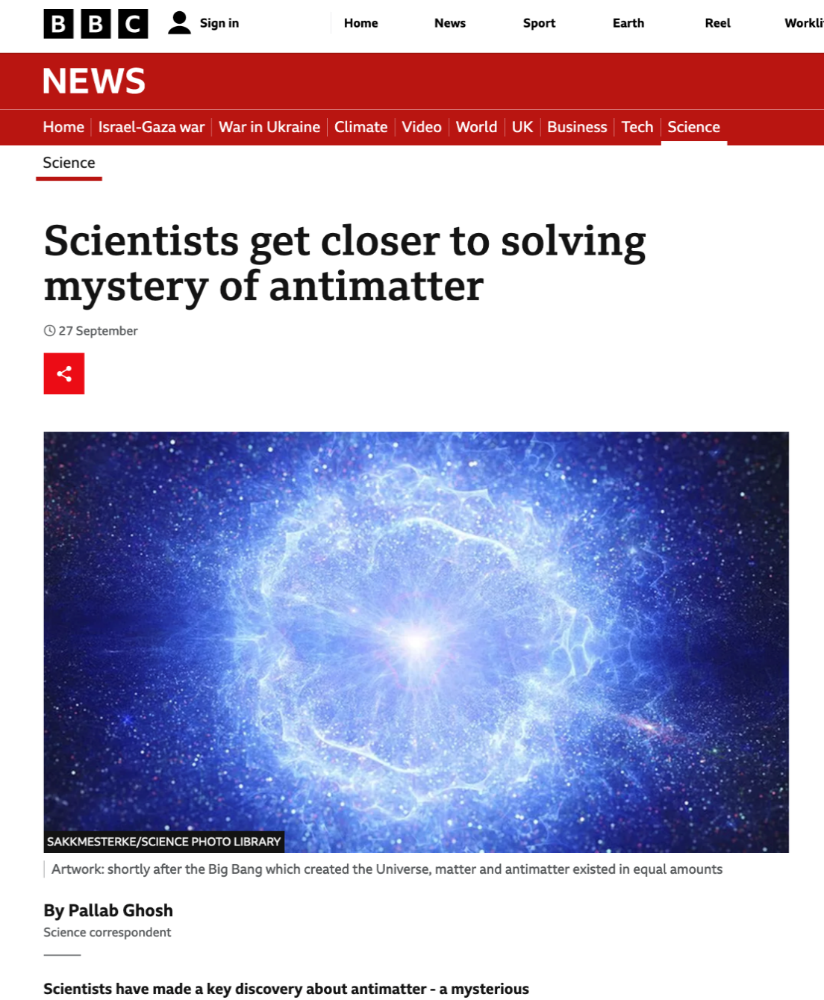 BBC Sign in Home News Sport Earth Reel Workli
NEWS
Home Israel-Gaza war War in Ukraine Climate Video World UK Business Tech Science
Science
Scientists get closer to solving
mystery of antimatter
27 September
SAKKMESTERKE/SCIENCE PHOTO LIBRARY
Artwork: shortly after the Big Bang which created the Universe, matter and antimatter existed in equal amounts
By Pallab Ghosh
Science correspondent
Scientists have made a key discovery about antimatter - a mysterious